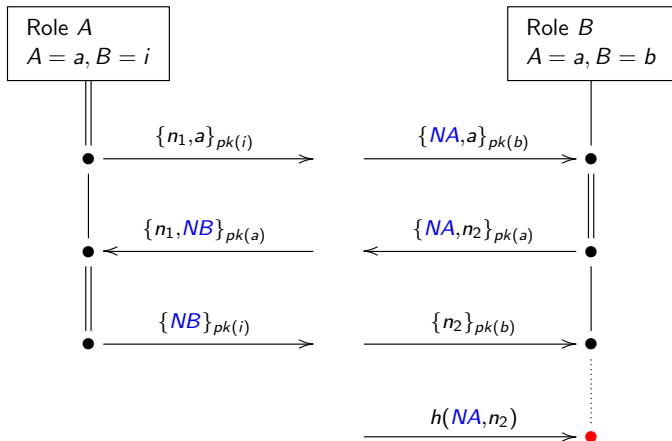 Role A
A = a, B = i
Role B
A = a, B = b
{n₁,a}ₚₖ₍ᵢ₎
{NA,a}pk(b)
{n₁,NB}pk(a)
{NA,n₂}pk(a)
{NB}pk(i)
{n₂}pk(b)
h(NA,n₂)